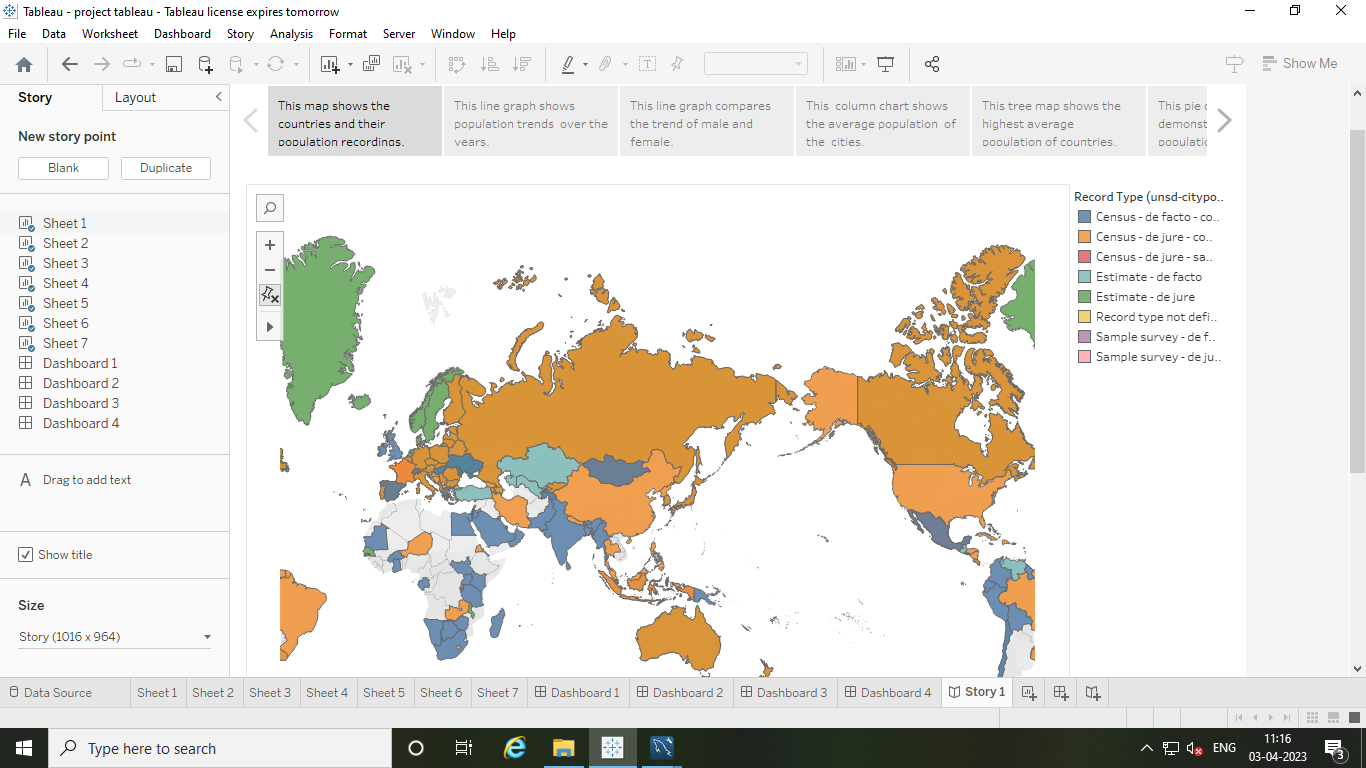 Tableau - project tableau - Tableau license expires tomorrow
File Data Worksheet Dashboard Story Analysis Format Server Window Help
Show Me
Story
Layout
New story point
Blank
Duplicate
Sheet 1
Sheet 2
Sheet 3
Sheet 4
Sheet 5
Sheet 6
Sheet 7
Dashboard 1
Dashboard 2
Dashboard 3
Dashboard 4
A Drag to add text
Show title
Size
Story (1016 x 964)
This map shows the
countries and their
population recordings.
This line graph shows
population trends over the
years.
This line graph compares
the trend of male and
female.
This column chart shows
the average population of
the cities.
This tree map shows the
highest average
population of countries.
This pie
demonst
populatio
Record Type (unsd-citypo..
Census - de facto - co..
Census - de jure - co..
Census - de jure - sa..
Estimate - de facto
Estimate - de jure
Record type not defi..
Sample survey - de f..
Sample survey - de ju..
Data Source Sheet 1 Sheet 2 Sheet 3 Sheet 4 Sheet 5 Sheet 6 Sheet 7 Dashboard 1 Dashboard 2 Dashboard 3 Dashboard 4 Story 1
Type here to search
ENG
11:16
03-04-2023
3